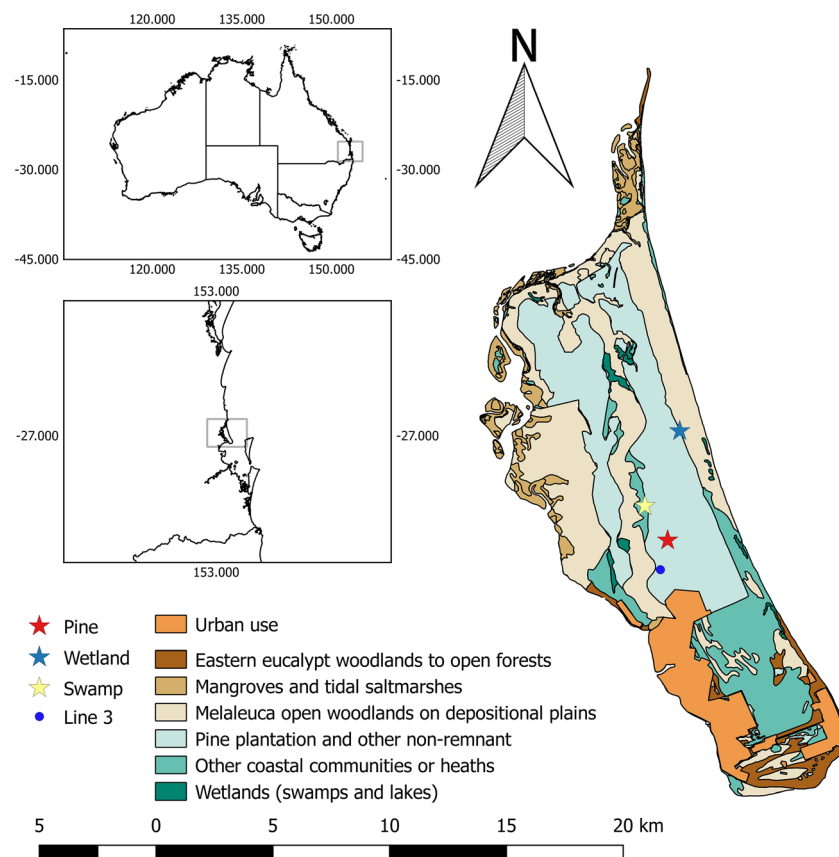 120.000 135.000 150.000
N
-15.000 -15.000
-30.000 -30.000
-45.000 -45.000
120.000 135.000 150.000
153.000
-27.000 -27.000
153.000
Pine
Wetland
Swamp
Line 3
Urban use
Eastern eucalypt woodlands to open forests
Mangroves and tidal saltmarshes
Melaleuca open woodlands on depositional plains
Pine plantation and other non-remnant
Other coastal communities or heaths
Wetlands (swamps and lakes)
5 0 5 10 15 20 km